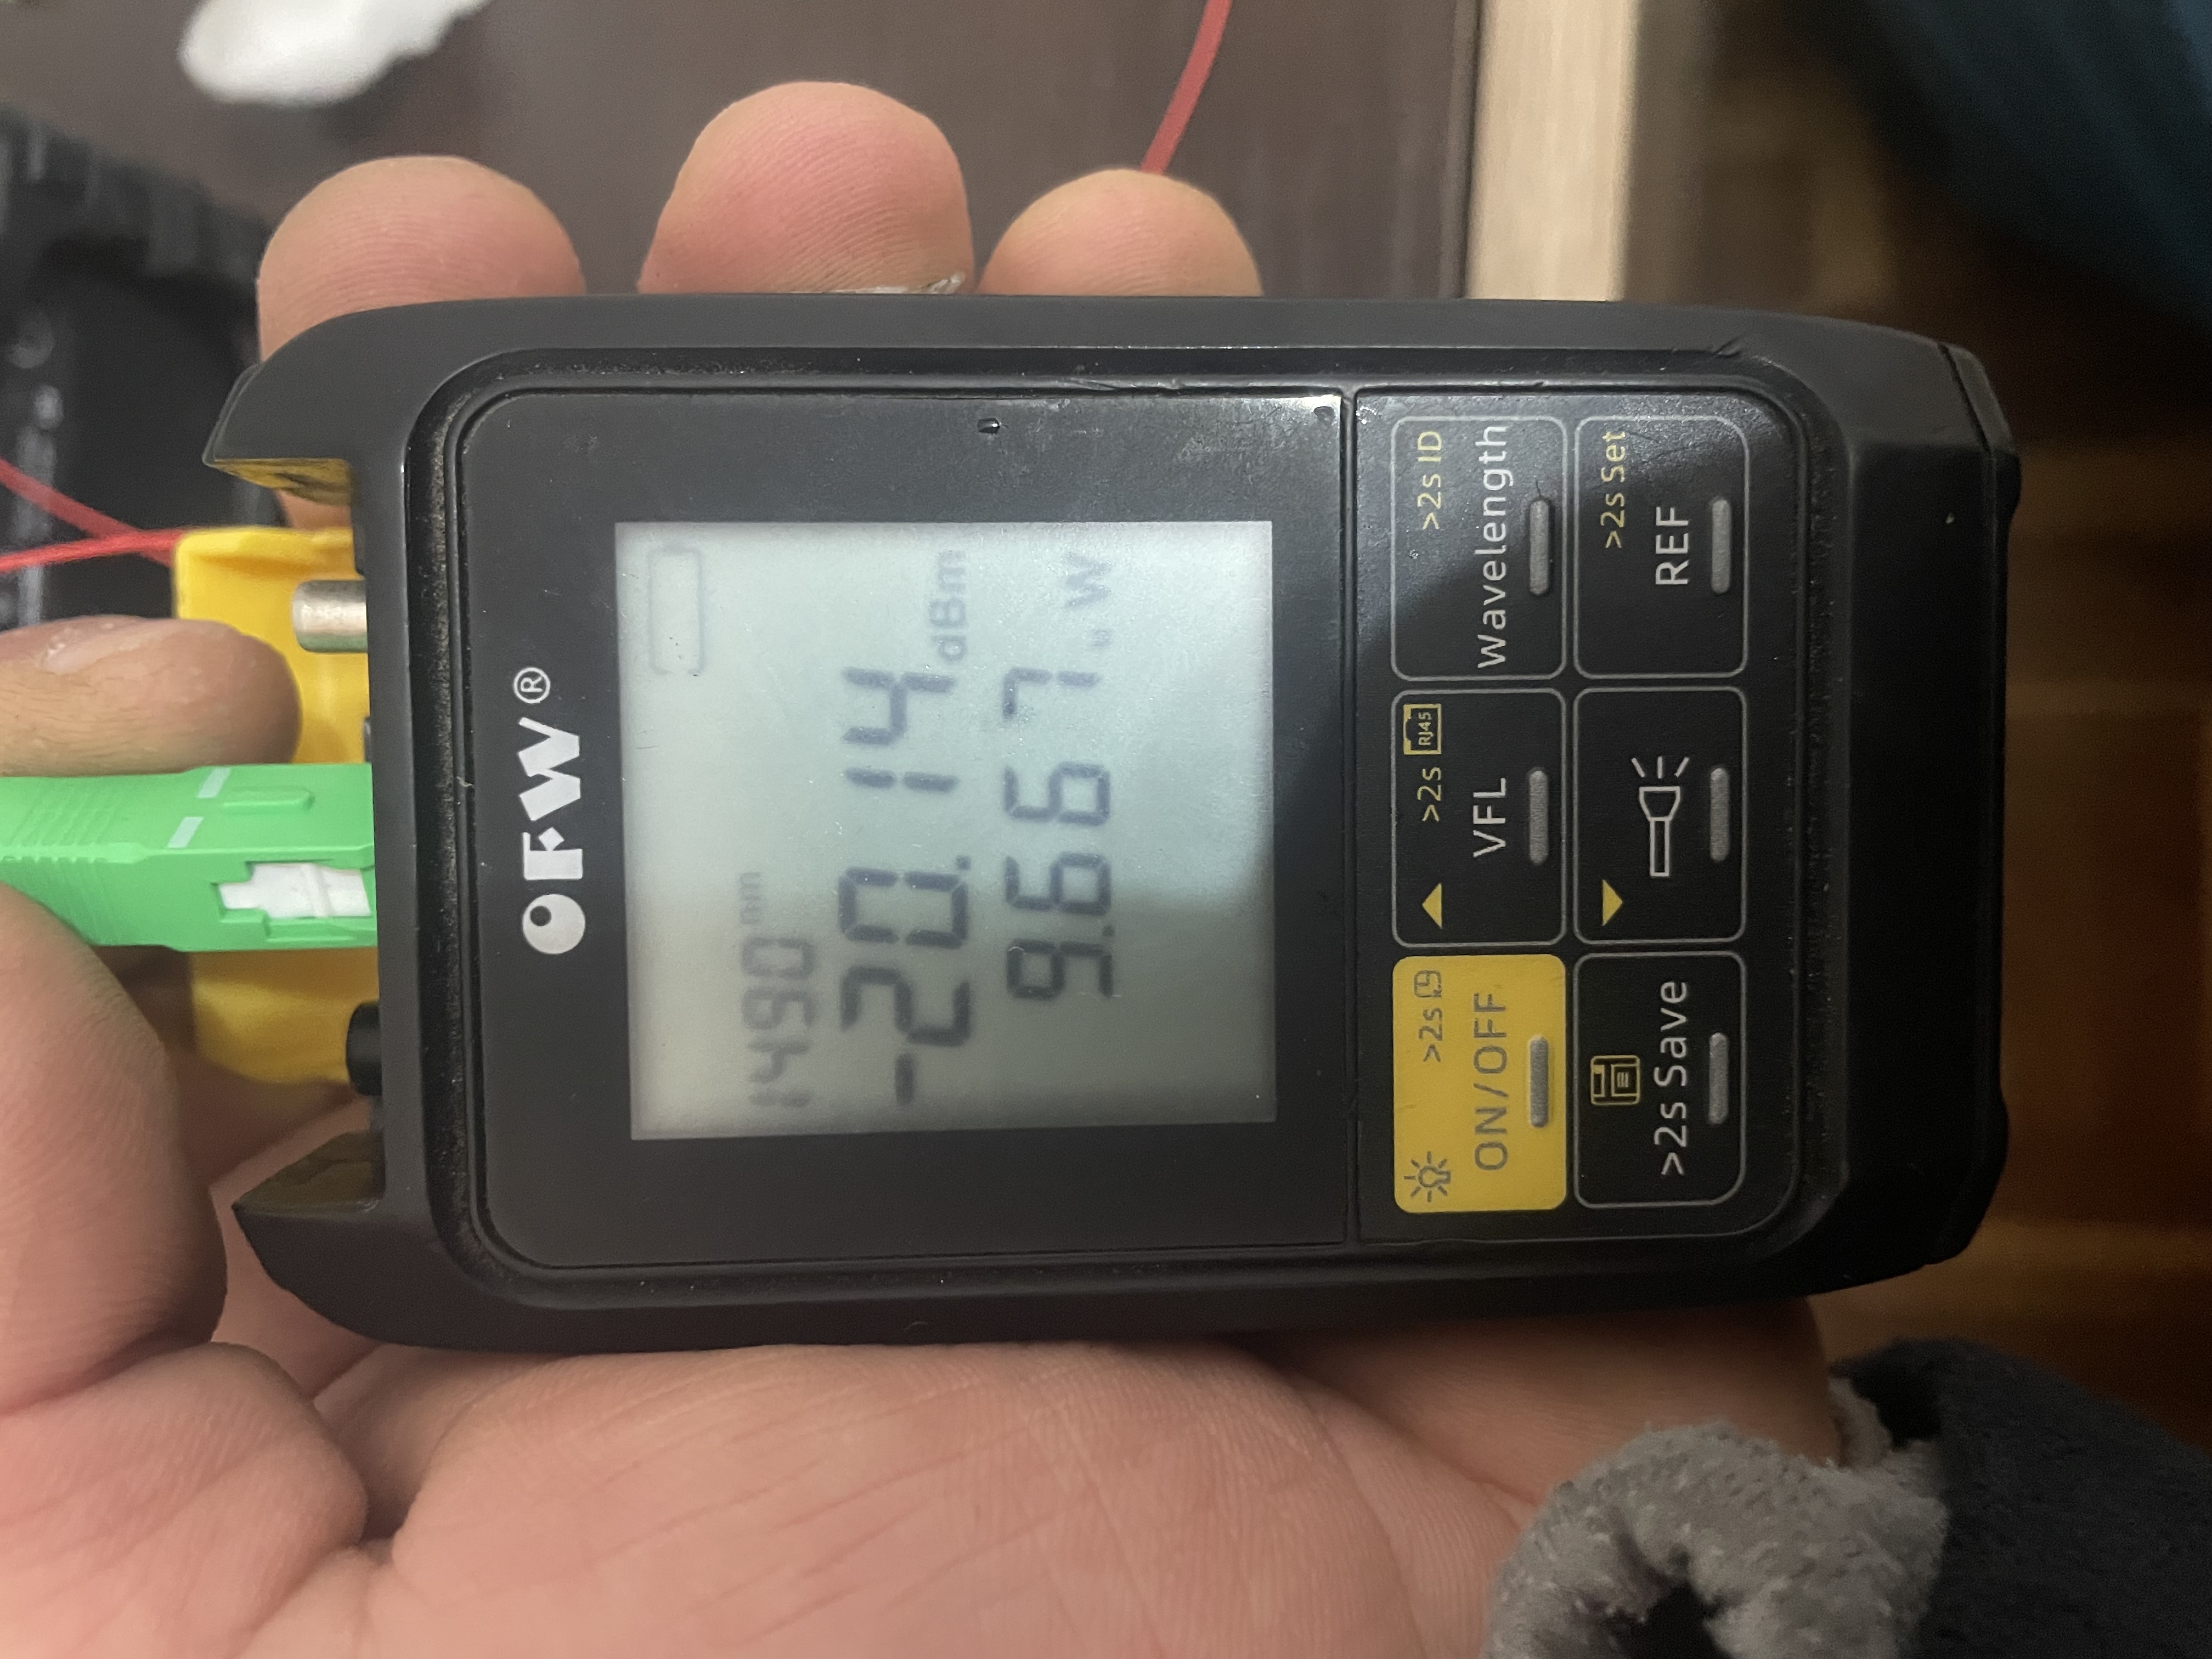 OFW®
1490nm
-20.14dBm
9.667uW
>2s
ON/OFF
>2s RJ45
VFL
>2s ID
Wavelength
>2s Save
>2s Set
REF